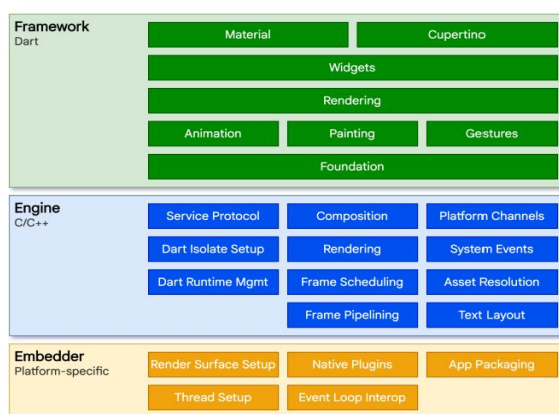 Framework
Dart
Material
Cupertino
Widgets
Rendering
Animation
Painting
Gestures
Foundation
Engine
C/C++
Service Protocol
Composition
Platform Channels
Dart Isolate Setup
Rendering
System Events
Dart Runtime Mgmt
Frame Scheduling
Asset Resolution
Frame Pipelining
Text Layout
Embedder
Platform-specific
Render Surface Setup
Native Plugins
App Packaging
Thread Setup
Event Loop Interop